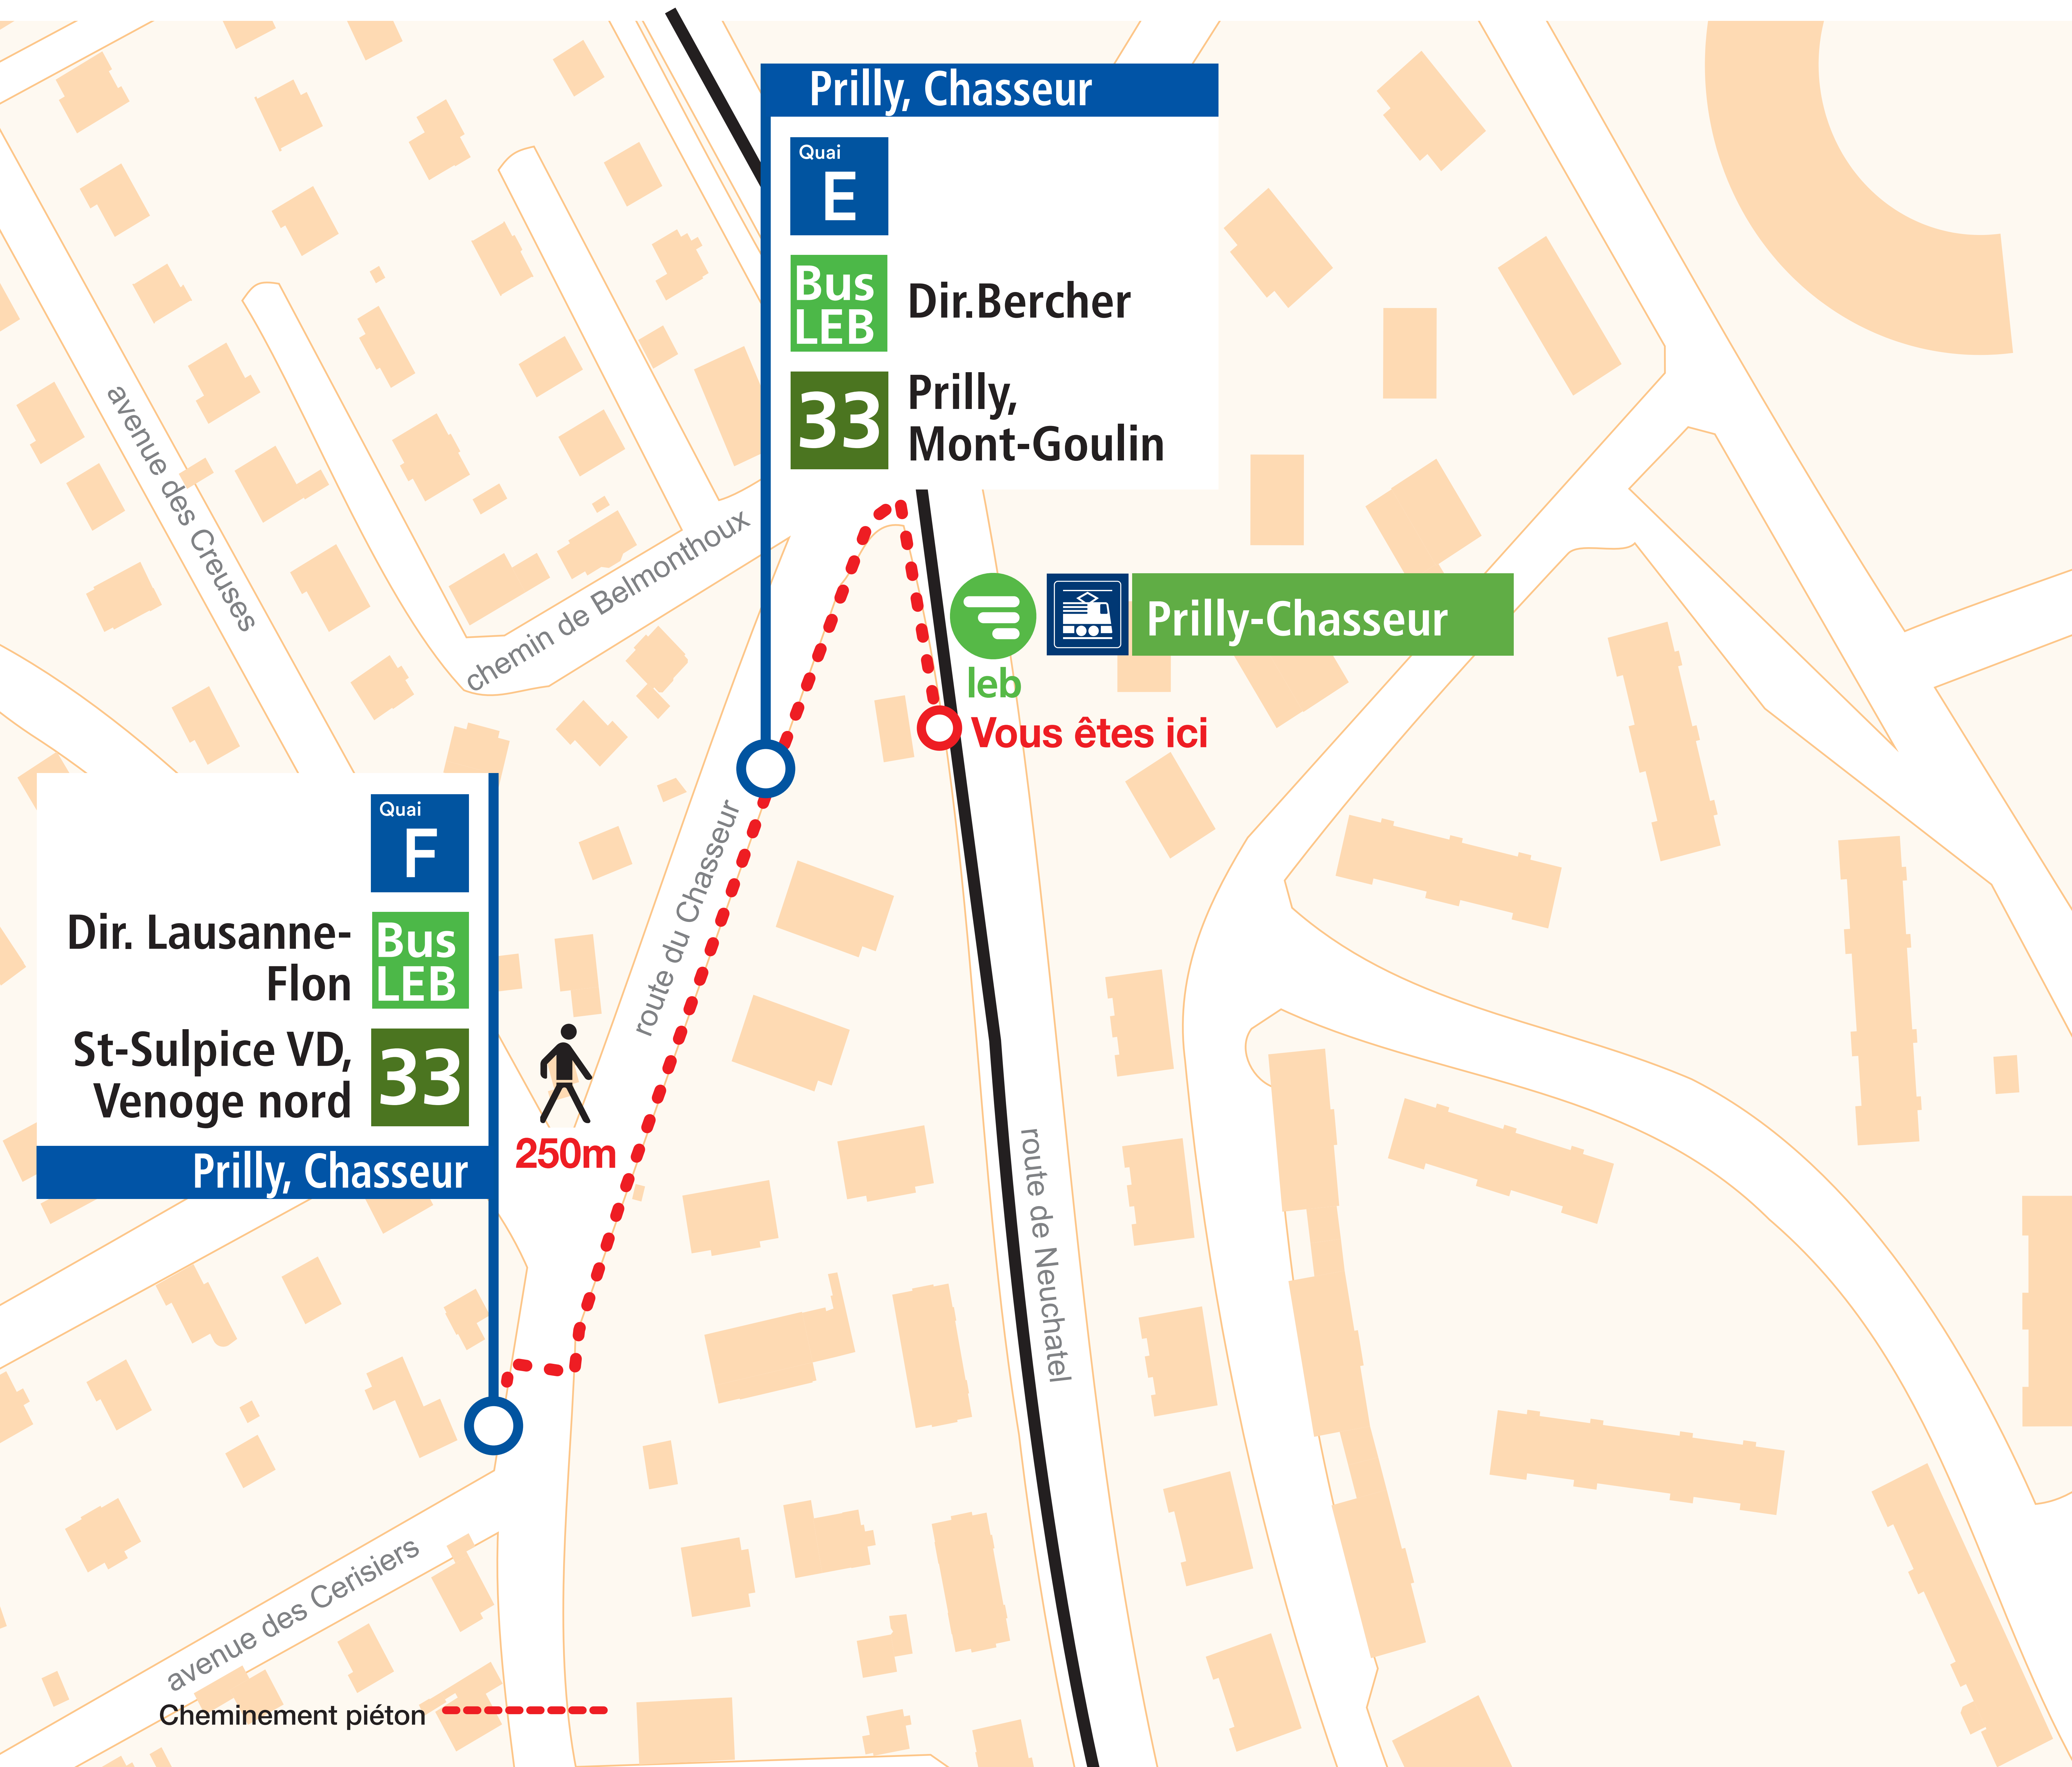 Prilly, Chasseur
Quai
E
Bus
LEB
Dir.Bercher
33
Prilly,
Mont-Goulin
avenue des Creuses
chemin de Belmonthoux
leb
Prilly-Chasseur
Vous êtes ici
route du Chasseur
Quai
F
Dir. Lausanne-
Flon
Bus
LEB
St-Sulpice VD,
Venoge nord
33
Prilly, Chasseur
250m
route de Neuchatel
avenue des Cerisiers
Cheminement piéton